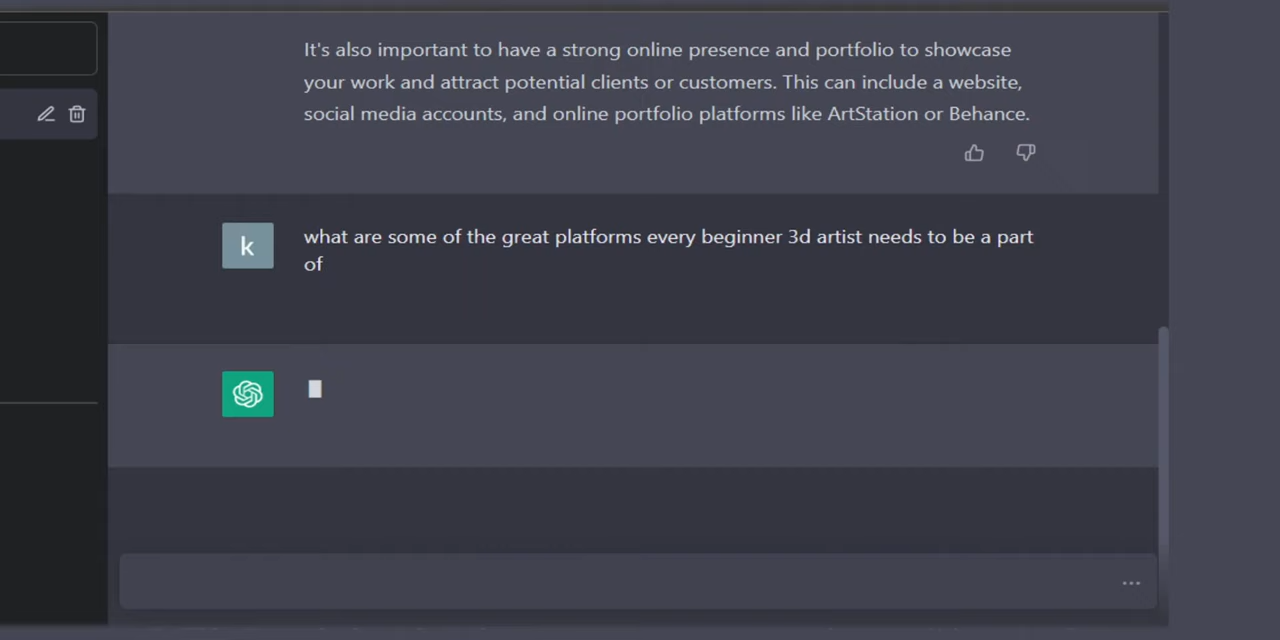 It's also important to have a strong online presence and portfolio to showcase
your work and attract potential clients or customers. This can include a website,
social media accounts, and online portfolio platforms like ArtStation or Behance.
k
what are some of the great platforms every beginner 3d artist needs to be a part
of